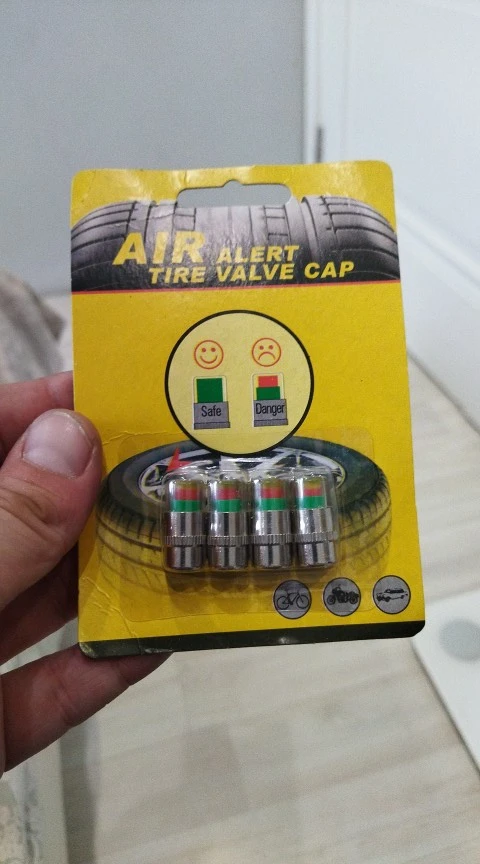 AIR ALERT
TIRE VALVE CAP
Safe
Danger